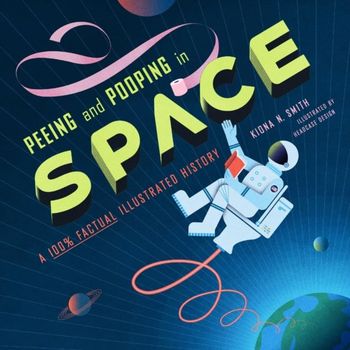 PEEING and POOPING in
SPACE
A 100% FACTUAL ILLUSTRATED HISTORY
KIONA N. SMITH
ILLUSTRATED BY
HEADCASE DESIGN